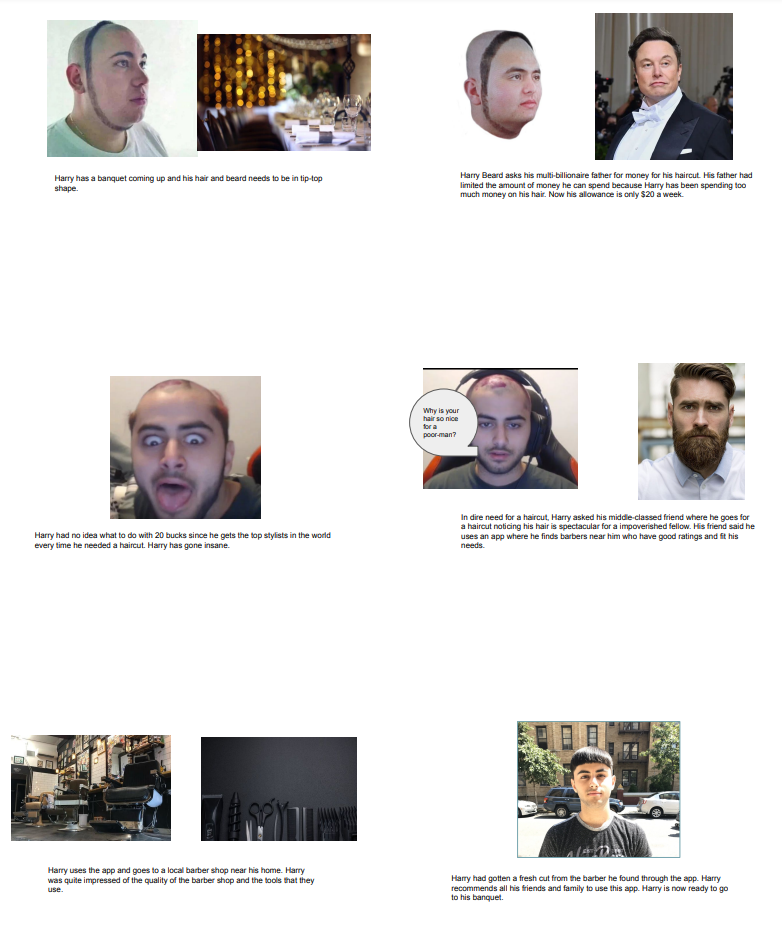 Harry has a banquet coming up and his hair and beard needs to be in tip-top
shape.
Harry Beard asks his multi-billionaire father for money for his haircut. His father had
limited the amount of money he can spend because Harry has been spending too
much money on his hair. Now his allowance is only $20 a week.
Harry had no idea what to do with 20 bucks since he gets the top stylists in the world
every time he needed a haircut. Harry has gone insane.
Why is your
hair so nice
for a
poor-man?
In dire need for a haircut, Harry asked his middle-classed friend where he goes for
a haircut noticing his hair is spectacular for a impoverished fellow. His friend said he
uses an app where he finds barbers near him who have good ratings and fit his
needs.
Harry uses the app and goes to a local barber shop near his home. Harry
was quite impressed of the quality of the barber shop and the tools that they
use.
Harry had gotten a fresh cut from the barber he found through the app. Harry
recommends all his friends and family to use this app. Harry is now ready to go
to his banquet.